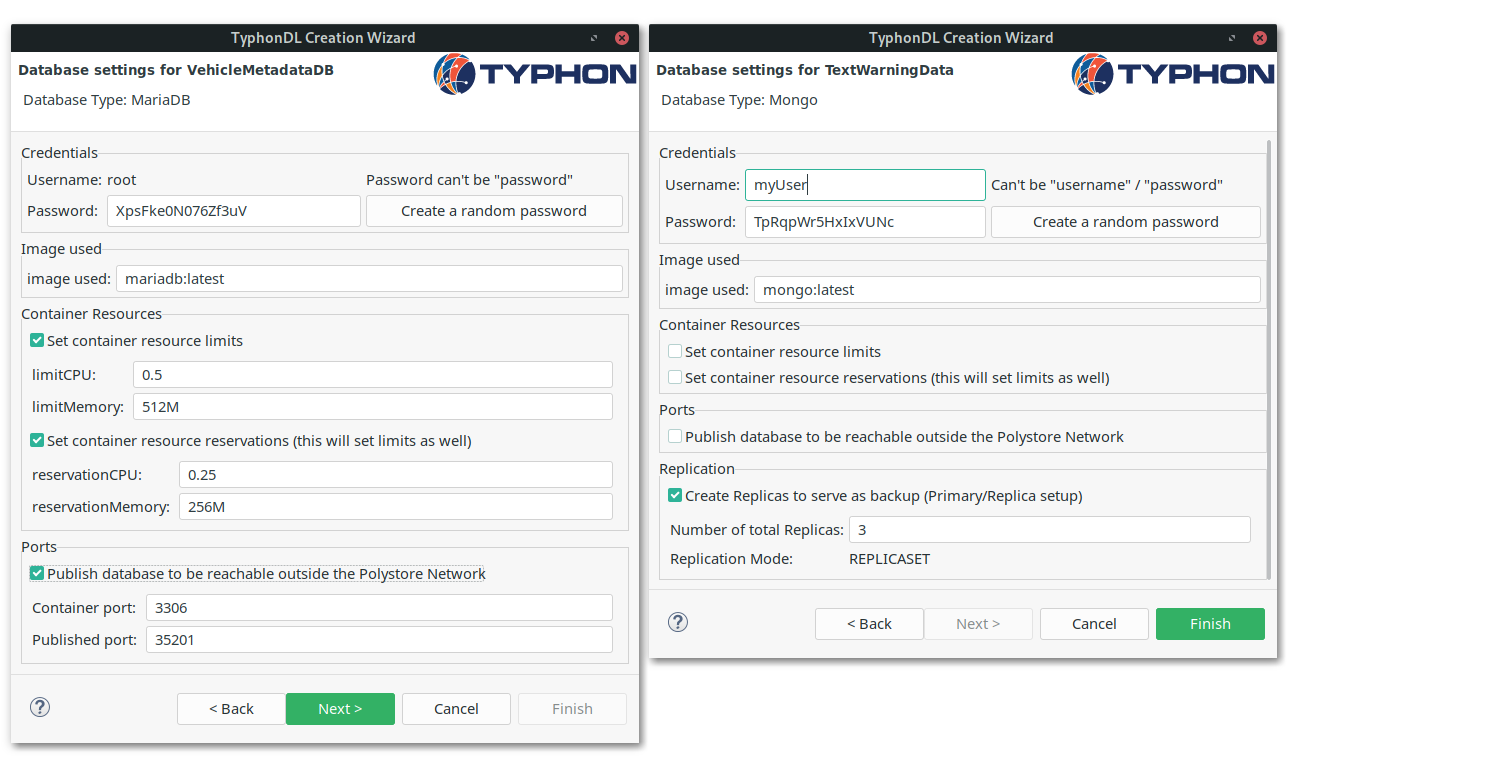 TyphonDL Creation Wizard
Database settings for VehicleMetadataDB
TYPHON
Database Type: MariaDB
Credentials
Username: root
Password can't be "password"
Password: XpsFke0N076Zf3uV
Create a random password
Image used
image used: mariadb:latest
Container Resources
Set container resource limits
limitCPU: 0.5
limitMemory: 512M
Set container resource reservations (this will set limits as well)
reservationCPU: 0.25
reservationMemory: 256M
Ports
Publish database to be reachable outside the Polystore Network
Container port: 3306
Published port: 35201
? < Back Next > Cancel Finish
TyphonDL Creation Wizard
Database settings for TextWarningData
TYPHON
Database Type: Mongo
Credentials
Username: myUser
Can't be "username" / "password"
Password: TpRqpWr5HxIxVUNc
Create a random password
Image used
image used: mongo:latest
Container Resources
Set container resource limits
Set container resource reservations (this will set limits as well)
Ports
Publish database to be reachable outside the Polystore Network
Replication
Create Replicas to serve as backup (Primary/Replica setup)
Number of total Replicas: 3
Replication Mode: REPLICASET
? < Back Next > Cancel Finish